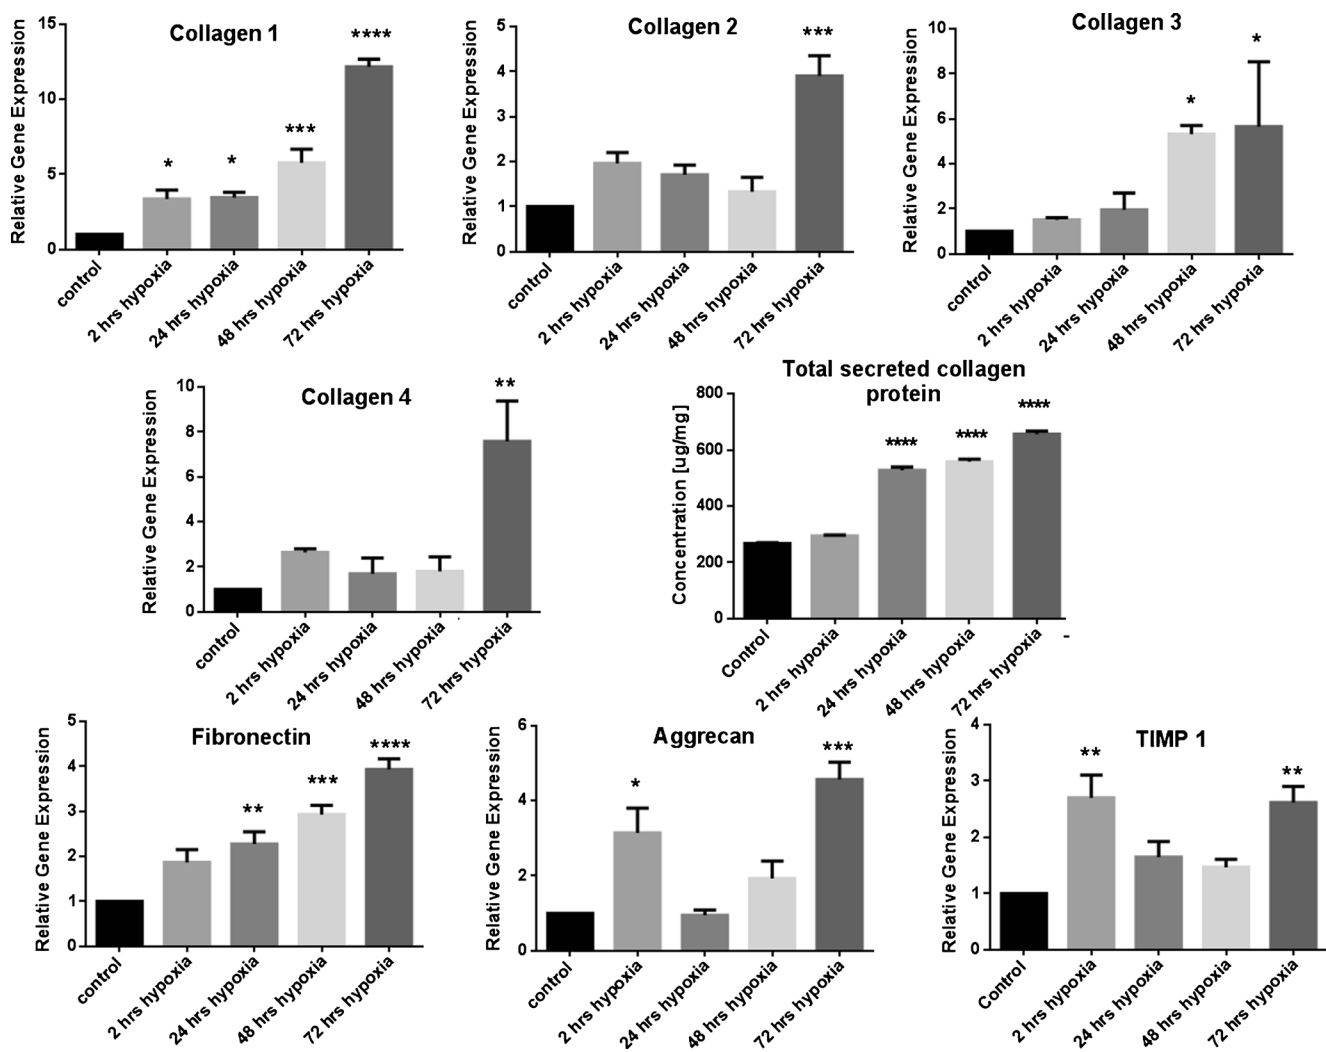 Collagen 1
Relative Gene Expression
15
10
5
0
*
*
***
****
control
2 hrs hypoxia
24 hrs hypoxia
48 hrs hypoxia
72 hrs hypoxia
Collagen 2
Relative Gene Expression
5
4
3
2
1
0
***
control
2 hrs hypoxia
24 hrs hypoxia
48 hrs hypoxia
72 hrs hypoxia
Collagen 3
Relative Gene Expression
10
8
6
4
2
0
*
*
control
2 hrs hypoxia
24 hrs hypoxia
48 hrs hypoxia
72 hrs hypoxia
Collagen 4
Relative Gene Expression
10
8
6
4
2
0
**
control
2 hrs hypoxia
24 hrs hypoxia
48 hrs hypoxia
72 hrs hypoxia
Total secreted collagen
protein
Concentration [ug/mg]
800
600
400
200
0
****
****
****
Control
2 hrs hypoxia
24 hrs hypoxia
48 hrs hypoxia
72 hrs hypoxia
Fibronectin
Relative Gene Expression
5
4
3
2
1
0
**
***
****
control
2 hrs hypoxia
24 hrs hypoxia
48 hrs hypoxia
72 hrs hypoxia
Aggrecan
Relative Gene Expression
6
4
2
0
*
***
control
2 hrs hypoxia
24 hrs hypoxia
48 hrs hypoxia
72 hrs hypoxia
TIMP 1
Relative Gene Expression
4
3
2
1
0
**
**
Control
2 hrs hypoxia
24 hrs hypoxia
48 hrs hypoxia
72 hrs hypoxia